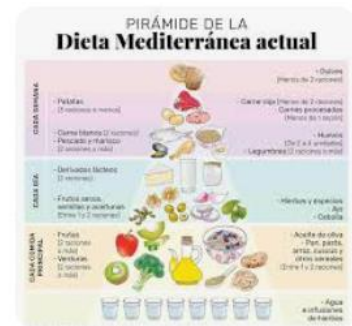 PIRÁMIDE DE LA
Dieta Mediterránea actual
CADA SEMANA
- Dulces
(Menos de 2 raciones)
- Patatas
(3 raciones o menos)
- Carne roja (Menos de 2 raciones)
- Carnes procesadas
(Menos de 1 ración)
- Carne blanca (2 raciones)
- Pescado y marisco
(2 raciones o más)
- Huevos
(De 2 a 4 unidades)
- Legumbres (2 raciones o más)
CADA DÍA
- Derivados lácteos
(2 raciones)
- Frutos secos,
semillas y aceitunas
(Entre 1 y 2 raciones)
- Hierbas y especias
- Ajo
- Cebolla
CADA COMIDA
PRINCIPAL
- Frutas
(2 raciones
o más)
- Verduras
(2 raciones
o más)
- Aceite de oliva
- Pan, pasta,
arroz, cuscús y
otros cereales
(Entre 1 y 2 raciones)
- Agua
e infusiones
de hierbas